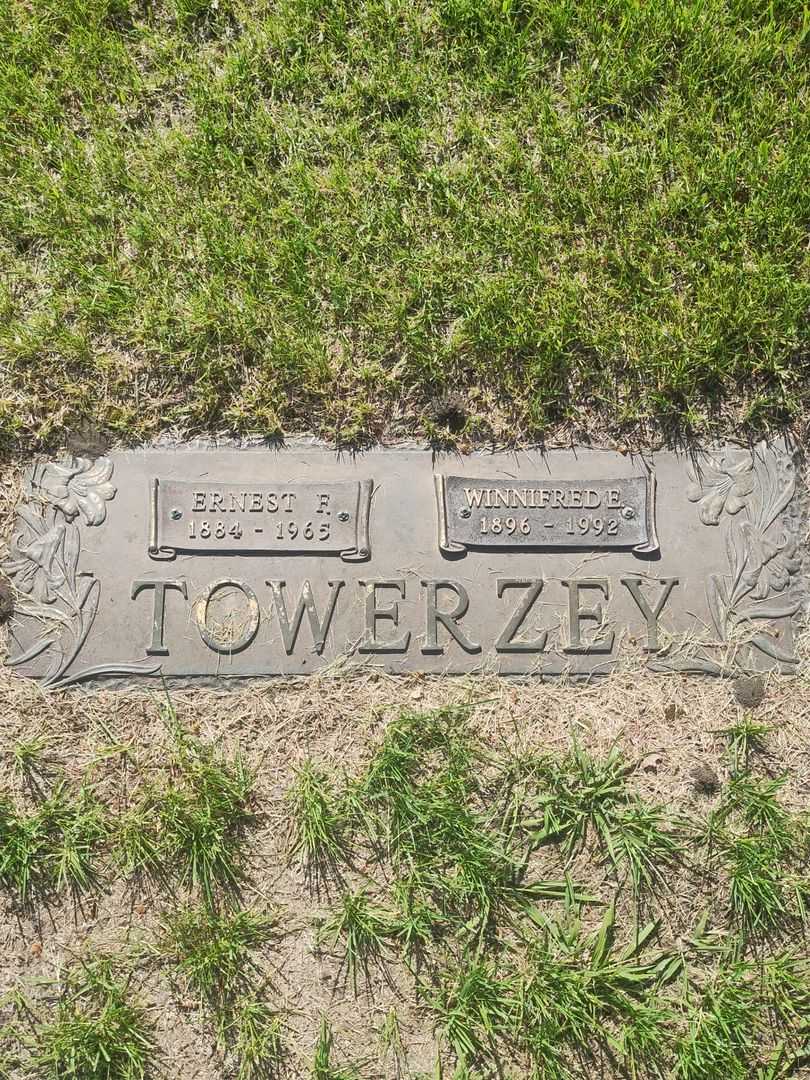 ERNEST F.
1884 - 1965
WINNIFRED E.
1896 - 1992
TOWERZEY